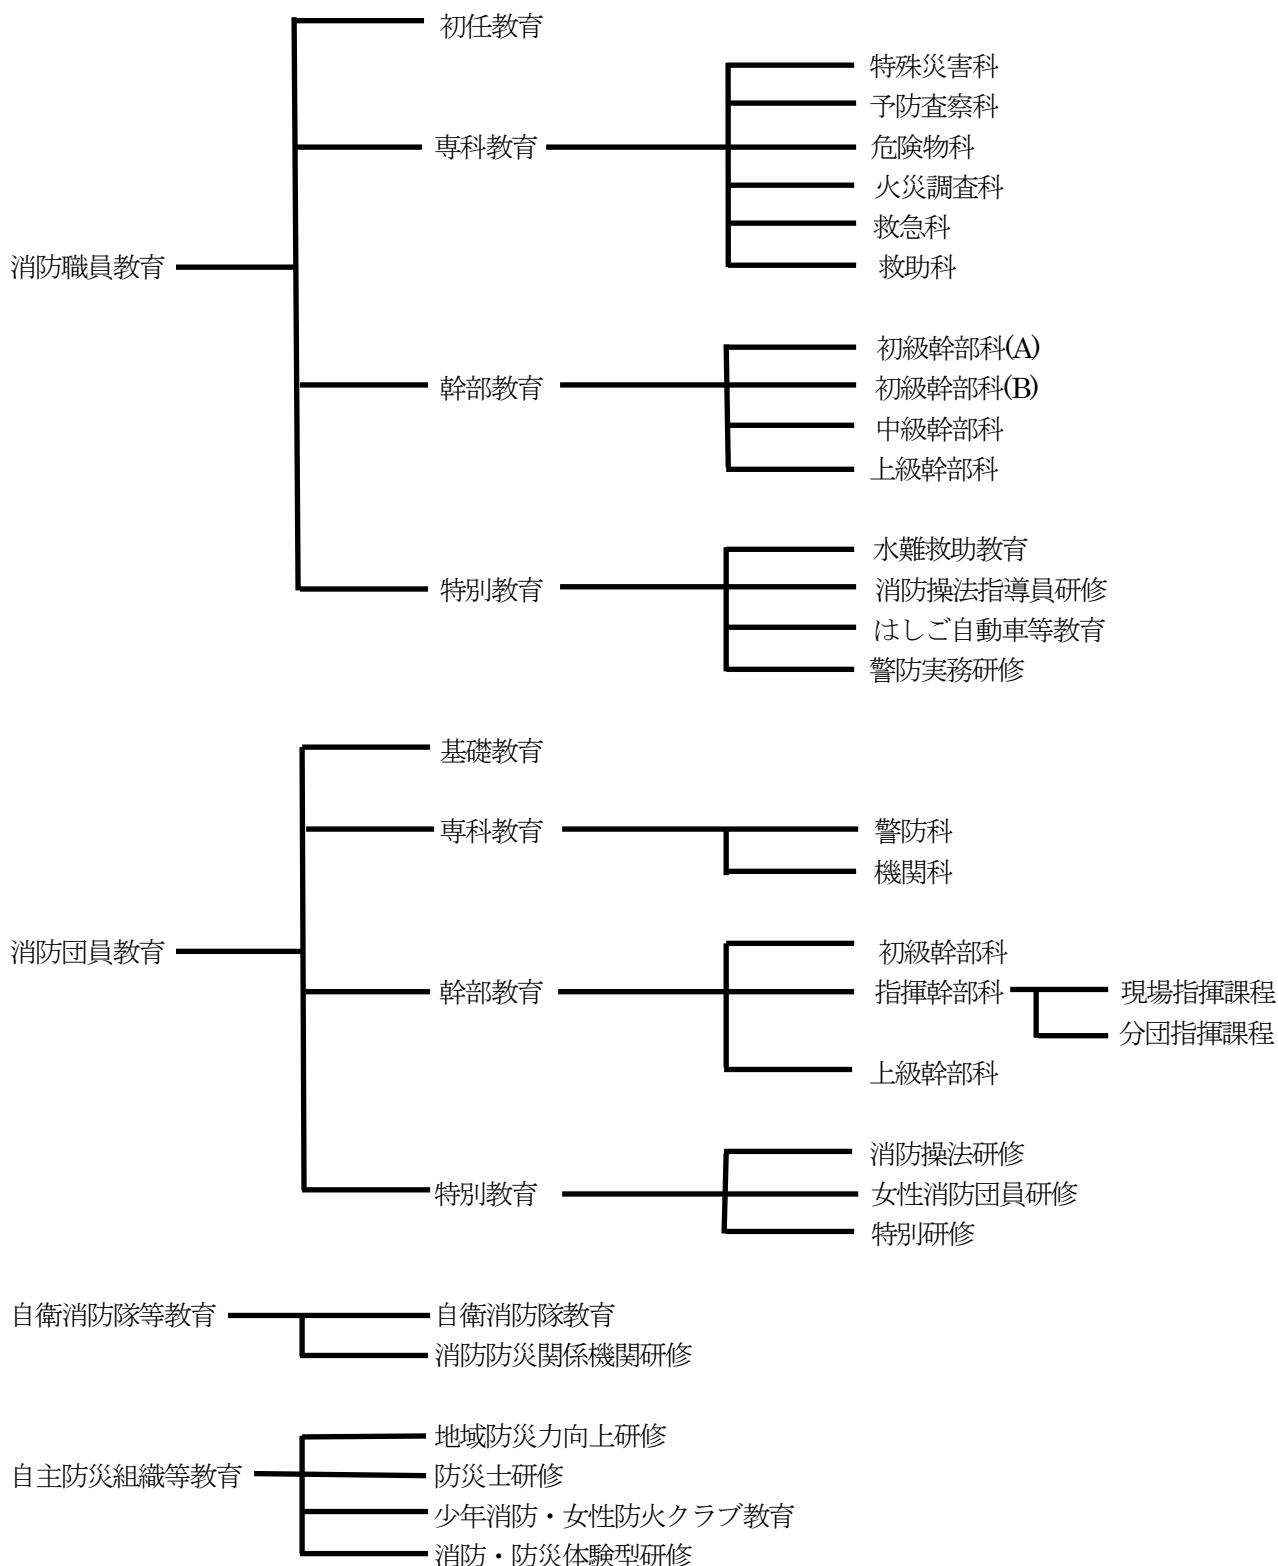 初任教育
特殊災害科
予防査察科
専科教育
危険物科
火災調査科
救急科
消防職員教育
救助科
初級幹部科(A)
幹部教育
初級幹部科(B)
中級幹部科
上級幹部科
水難救助教育
特別教育
消防操法指導員研修
はしご自動車等教育
警防実務研修
基礎教育
専科教育
警防科
機関科
消防団員教育
初級幹部科
幹部教育
指揮幹部科
現場指揮課程
分団指揮課程
上級幹部科
消防操法研修
特別教育
女性消防団員研修
特別研修
自衛消防隊等教育
自衛消防隊教育
消防防災関係機関研修
地域防災力向上研修
自主防災組織等教育
防災士研修
少年消防・女性防火クラブ教育
消防・防災体験型研修